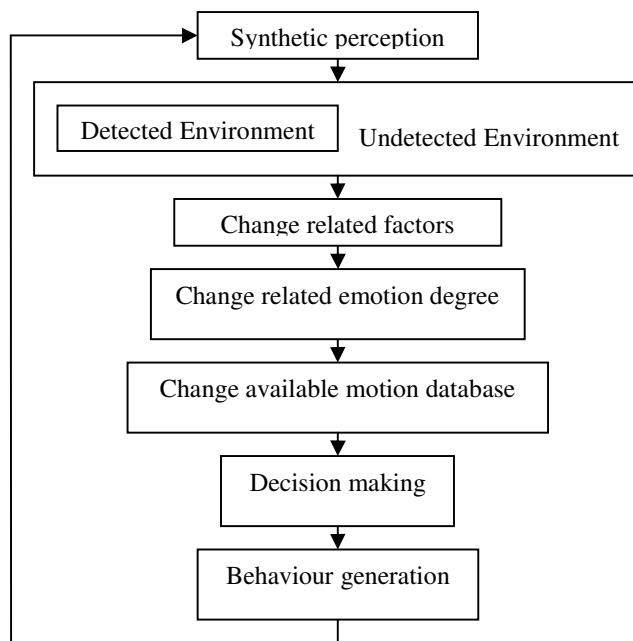 Synthetic perception
Detected Environment
Undetected Environment
Change related factors
Change related emotion degree
Change available motion database
Decision making
Behaviour generation